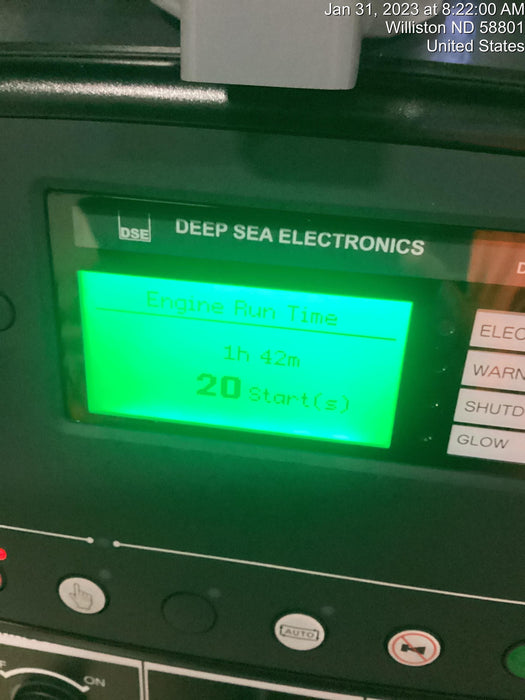 Jan 31, 2023 at 8:22:00 AM
Williston ND 58801
United States
DSE
DEEP SEA ELECTRONICS
D
Engine Run Time
1h 42m
20 Start(s)
ELEC
WARN
SHUTD
GLOW
AUTO
ON